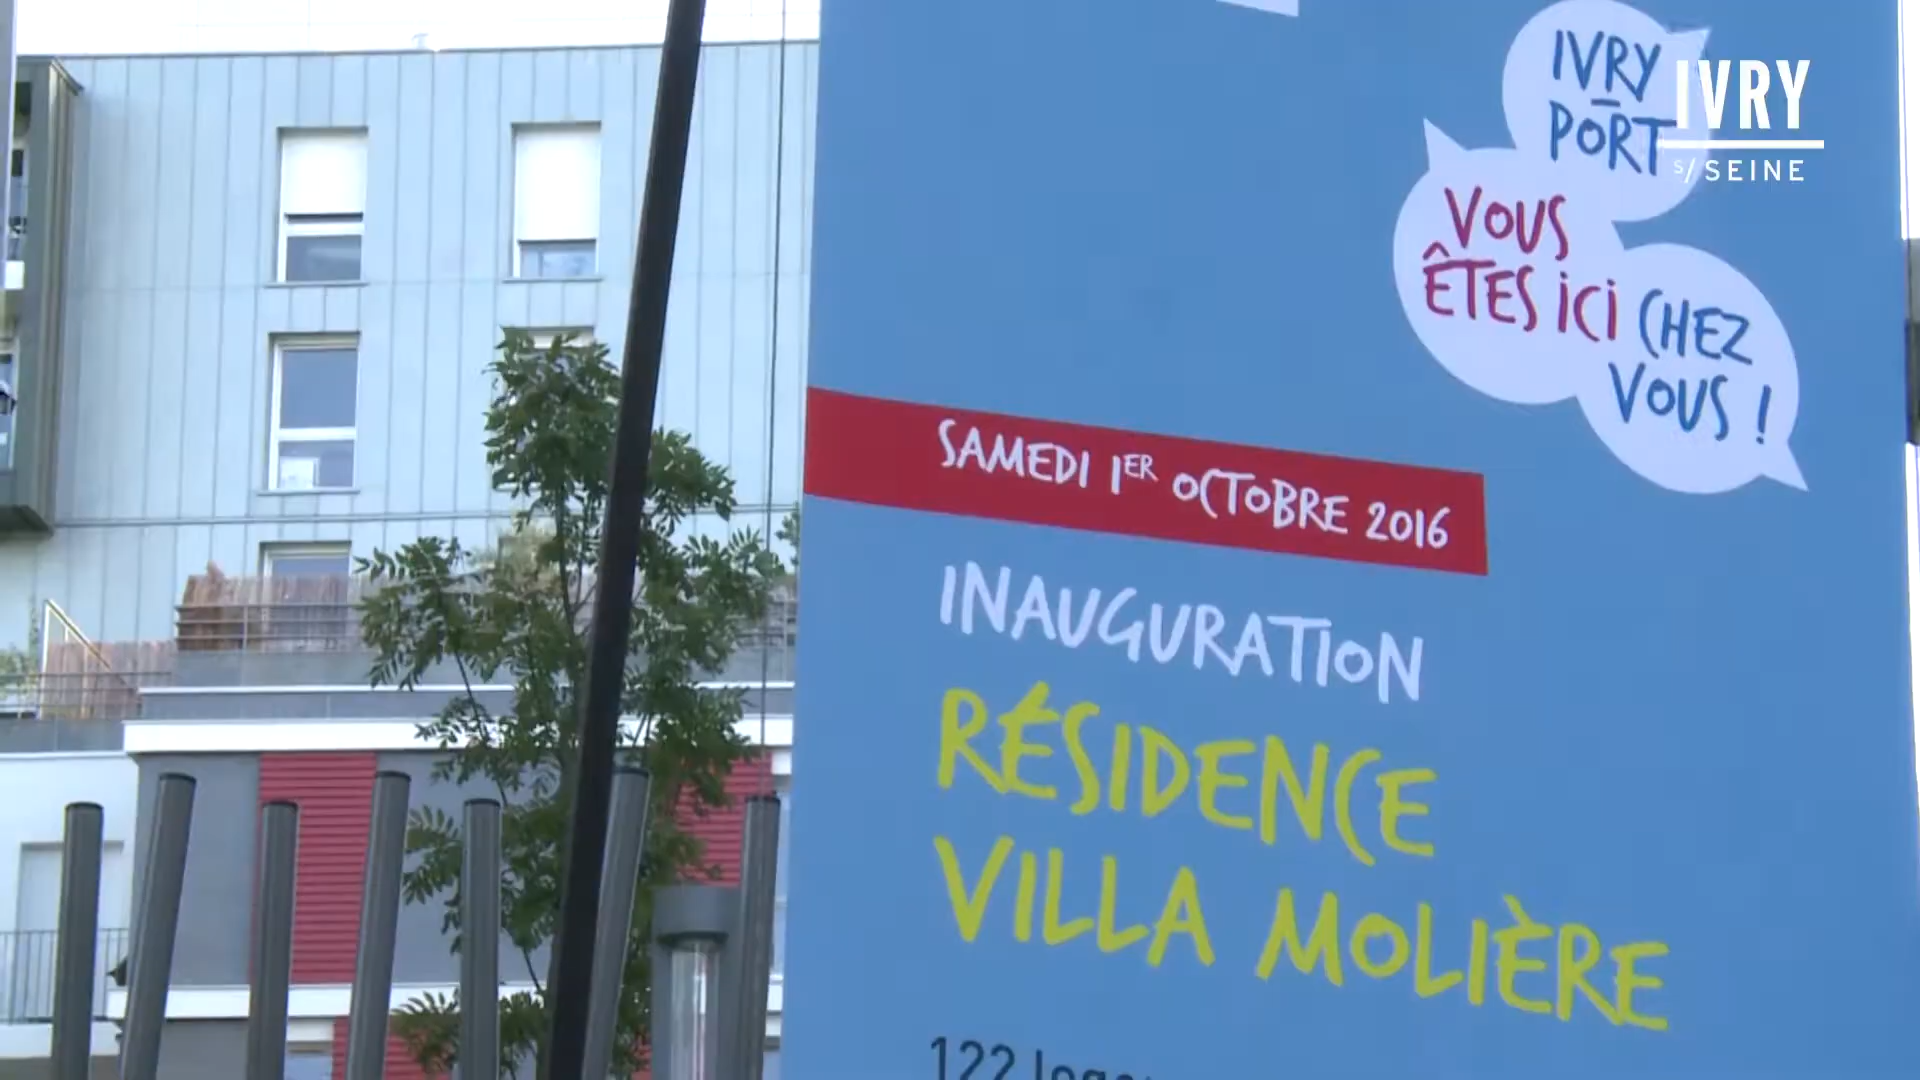 IVRY
PORT
VOUS
ÊTES ICI CHEZ
VOUS !
IVRY
S/SEINE
SAMEDI 1ER OCTOBRE 2016
INAUGURATION
RÉSIDENCE
VILLA MOLIÈRE
122